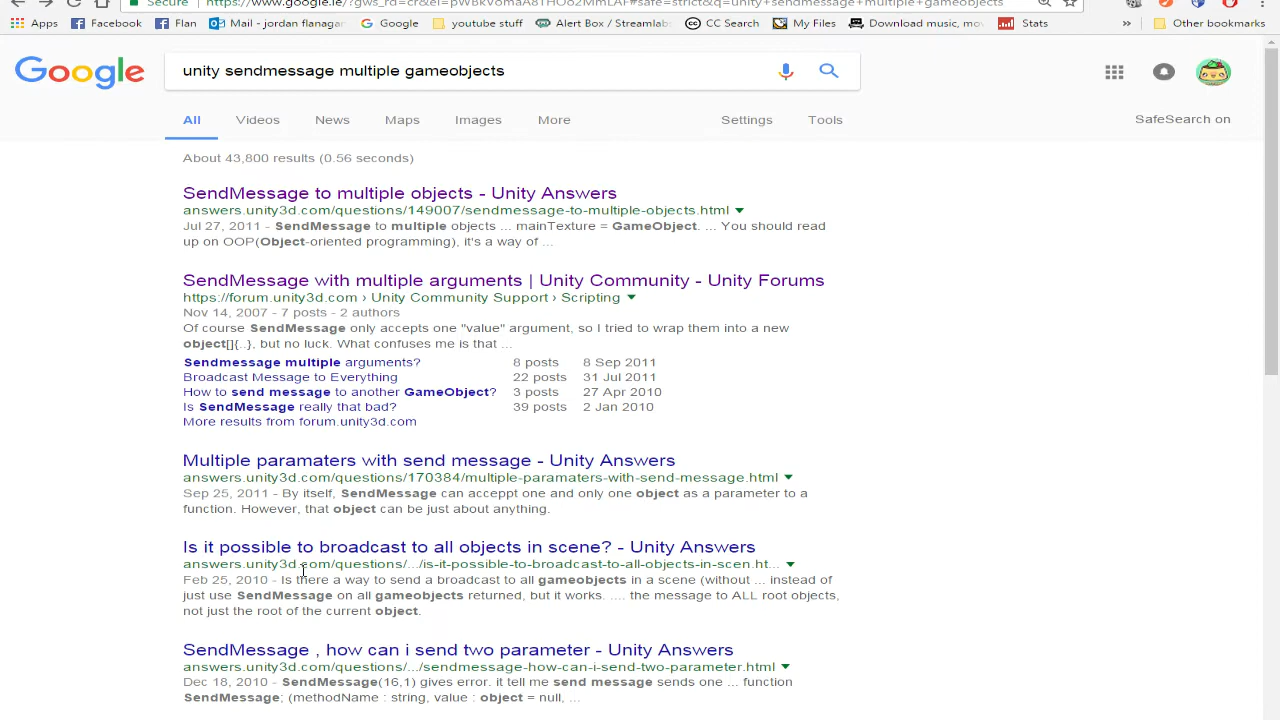 Secure https://www.google.ie/?gws_rd=cr&ei=
#safe=strict&q=unity+sendmessage+multiple+gameobjects
Apps Facebook Flan Mail - jordan flanagan Google youtube stuff Alert Box / Streamlabs Search My Files Download music, mov Stats » Other bookmarks
Google unity sendmessage multiple gameobjects
All Videos News Maps Images More Settings Tools SafeSearch on
About 43,800 results (0.56 seconds)
SendMessage to multiple objects - Unity Answers
answers.unity3d.com/questions/149007/sendmessage-to-multiple-objects.html
Jul 27, 2011 - SendMessage to multiple objects ... mainTexture = GameObject. ... You should read
up on OOP(Object-oriented programming), it's a way of ...
SendMessage with multiple arguments | Unity Community - Unity Forums
https://forum.unity3d.com › Unity Community Support › Scripting
Nov 14, 2007 - 7 posts - 2 authors
Of course SendMessage only accepts one "value" argument, so I tried to wrap them into a new
object[]{..}, but no luck. What confuses me is that ...
Sendmessage multiple arguments? 8 posts 8 Sep 2011
Broadcast Message to Everything 22 posts 31 Jul 2011
How to send message to another GameObject? 3 posts 27 Apr 2010
Is SendMessage really that bad? 39 posts 2 Jan 2010
More results from forum.unity3d.com
Multiple paramaters with send message - Unity Answers
answers.unity3d.com/questions/170384/multiple-paramaters-with-send-message.html
Sep 25, 2011 - By itself, SendMessage can acceppt one and only one object as a parameter to a
function. However, that object can be just about anything.
Is it possible to broadcast to all objects in scene? - Unity Answers
answers.unity3d.com/questions/.../is-it-possible-to-broadcast-to-all-objects-in-scen.ht...
Feb 25, 2010 - Is there a way to send a broadcast to all gameobjects in a scene (without ... instead of
just use SendMessage on all gameobjects returned, but it works. .... the message to ALL root objects,
not just the root of the current object.
SendMessage , how can i send two parameter - Unity Answers
answers.unity3d.com/questions/.../sendmessage-how-can-i-send-two-parameter.html
Dec 18, 2010 - SendMessage(16,1) gives error. it tell me send message sends one ... function
SendMessage; (methodName : string, value : object = null, ...